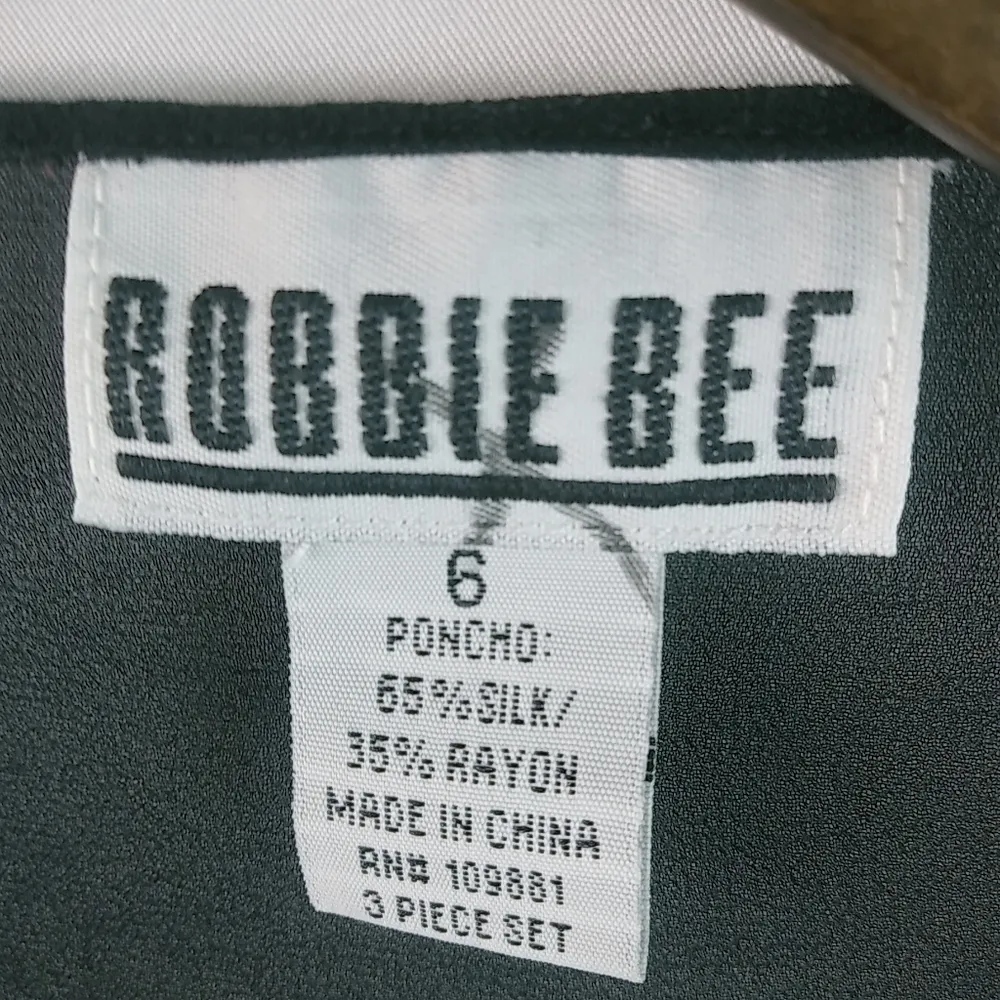 ROBBIE BEE
6
PONCHO:
65% SILK/
35% RAYON
MADE IN CHINA
RN# 109881
3 PIECE SET